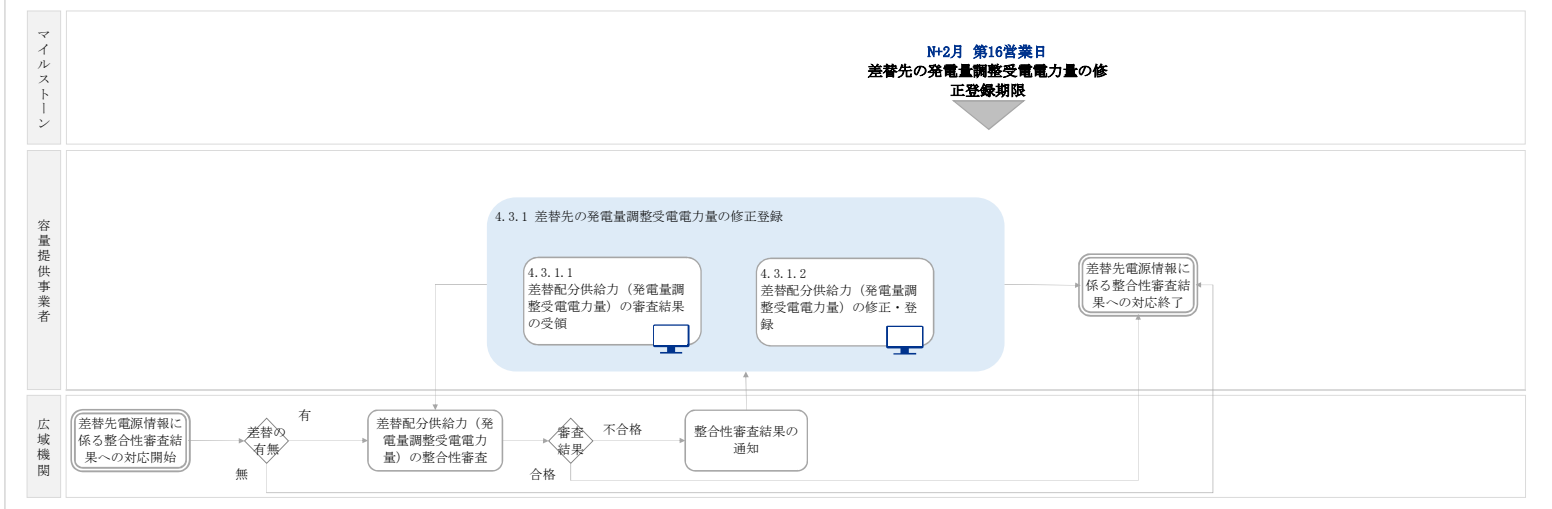 マイルストーン
N+2月 第16営業日
差替先の発電量調整受電電力量の修
正登録期限
容量提供事業者
4.3.1 差替先の発電量調整受電電力量の修正登録
4.3.1.1
差替配分供給力（発電量調
整受電電力量）の審査結果
の受領
4.3.1.2
差替配分供給力（発電量調
整受電電力量）の修正・登
録
差替先電源情報に
係る整合性審査結
果への対応終了
広域機関
差替先電源情報に
係る整合性審査結
果への対応開始
差替の
有無
有
無
差替配分供給力（発
電量調整受電電力
量）の整合性審査
審査
結果
不合格
合格
整合性審査結果の
通知